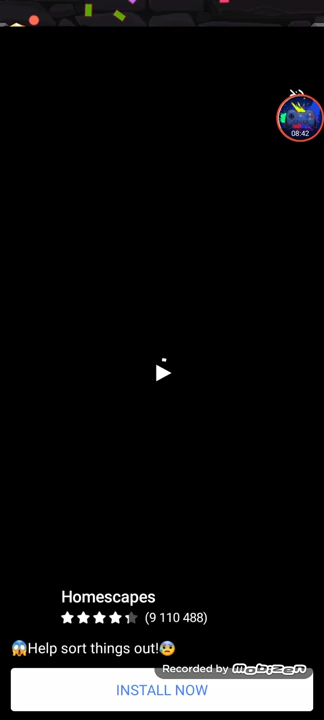 08:42
Homescapes
(9 110 488)
😱Help sort things out!😰
Recorded by mobizen
INSTALL NOW